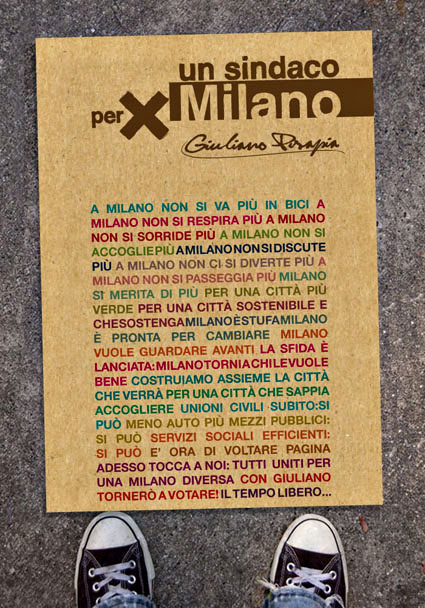 un sindaco
per X Milano
Giuliano Pisapia
A MILANO NON SI VA PIÙ IN BICI A
MILANO NON SI RESPIRA PIÙ A MILANO
NON SI SORRIDE PIÙ A MILANO NON SI
ACCOGLIE PIÙ A MILANO NON SI DISCUTE
PIÙ A MILANO NON CI SI DIVERTE PIÙ A
MILANO NON SI PASSEGGIA PIÙ MILANO
SI MERITA DI PIÙ PER UNA CITTÀ PIÙ
VERDE PER UNA CITTÀ SOSTENIBILE E
CHE SOSTENGA MILANO È STUFA MILANO
È PRONTA PER CAMBIARE MILANO
VUOLE GUARDARE AVANTI LA SFIDA È
LANCIATA: MILANO TORNI A CHI LE VUOLE
BENE COSTRUIAMO ASSIEME LA CITTÀ
CHE VERRÀ PER UNA CITTÀ CHE SAPPIA
ACCOGLIERE UNIONI CIVILI SUBITO: SI
PUÒ MENO AUTO PIÙ MEZZI PUBBLICI:
SI PUÒ SERVIZI SOCIALI EFFICIENTI:
SI PUÒ E' ORA DI VOLTARE PAGINA
ADESSO TOCCA A NOI: TUTTI UNITI PER
UNA MILANO DIVERSA CON GIULIANO
TORNERÒ A VOTARE! IL TEMPO LIBERO...